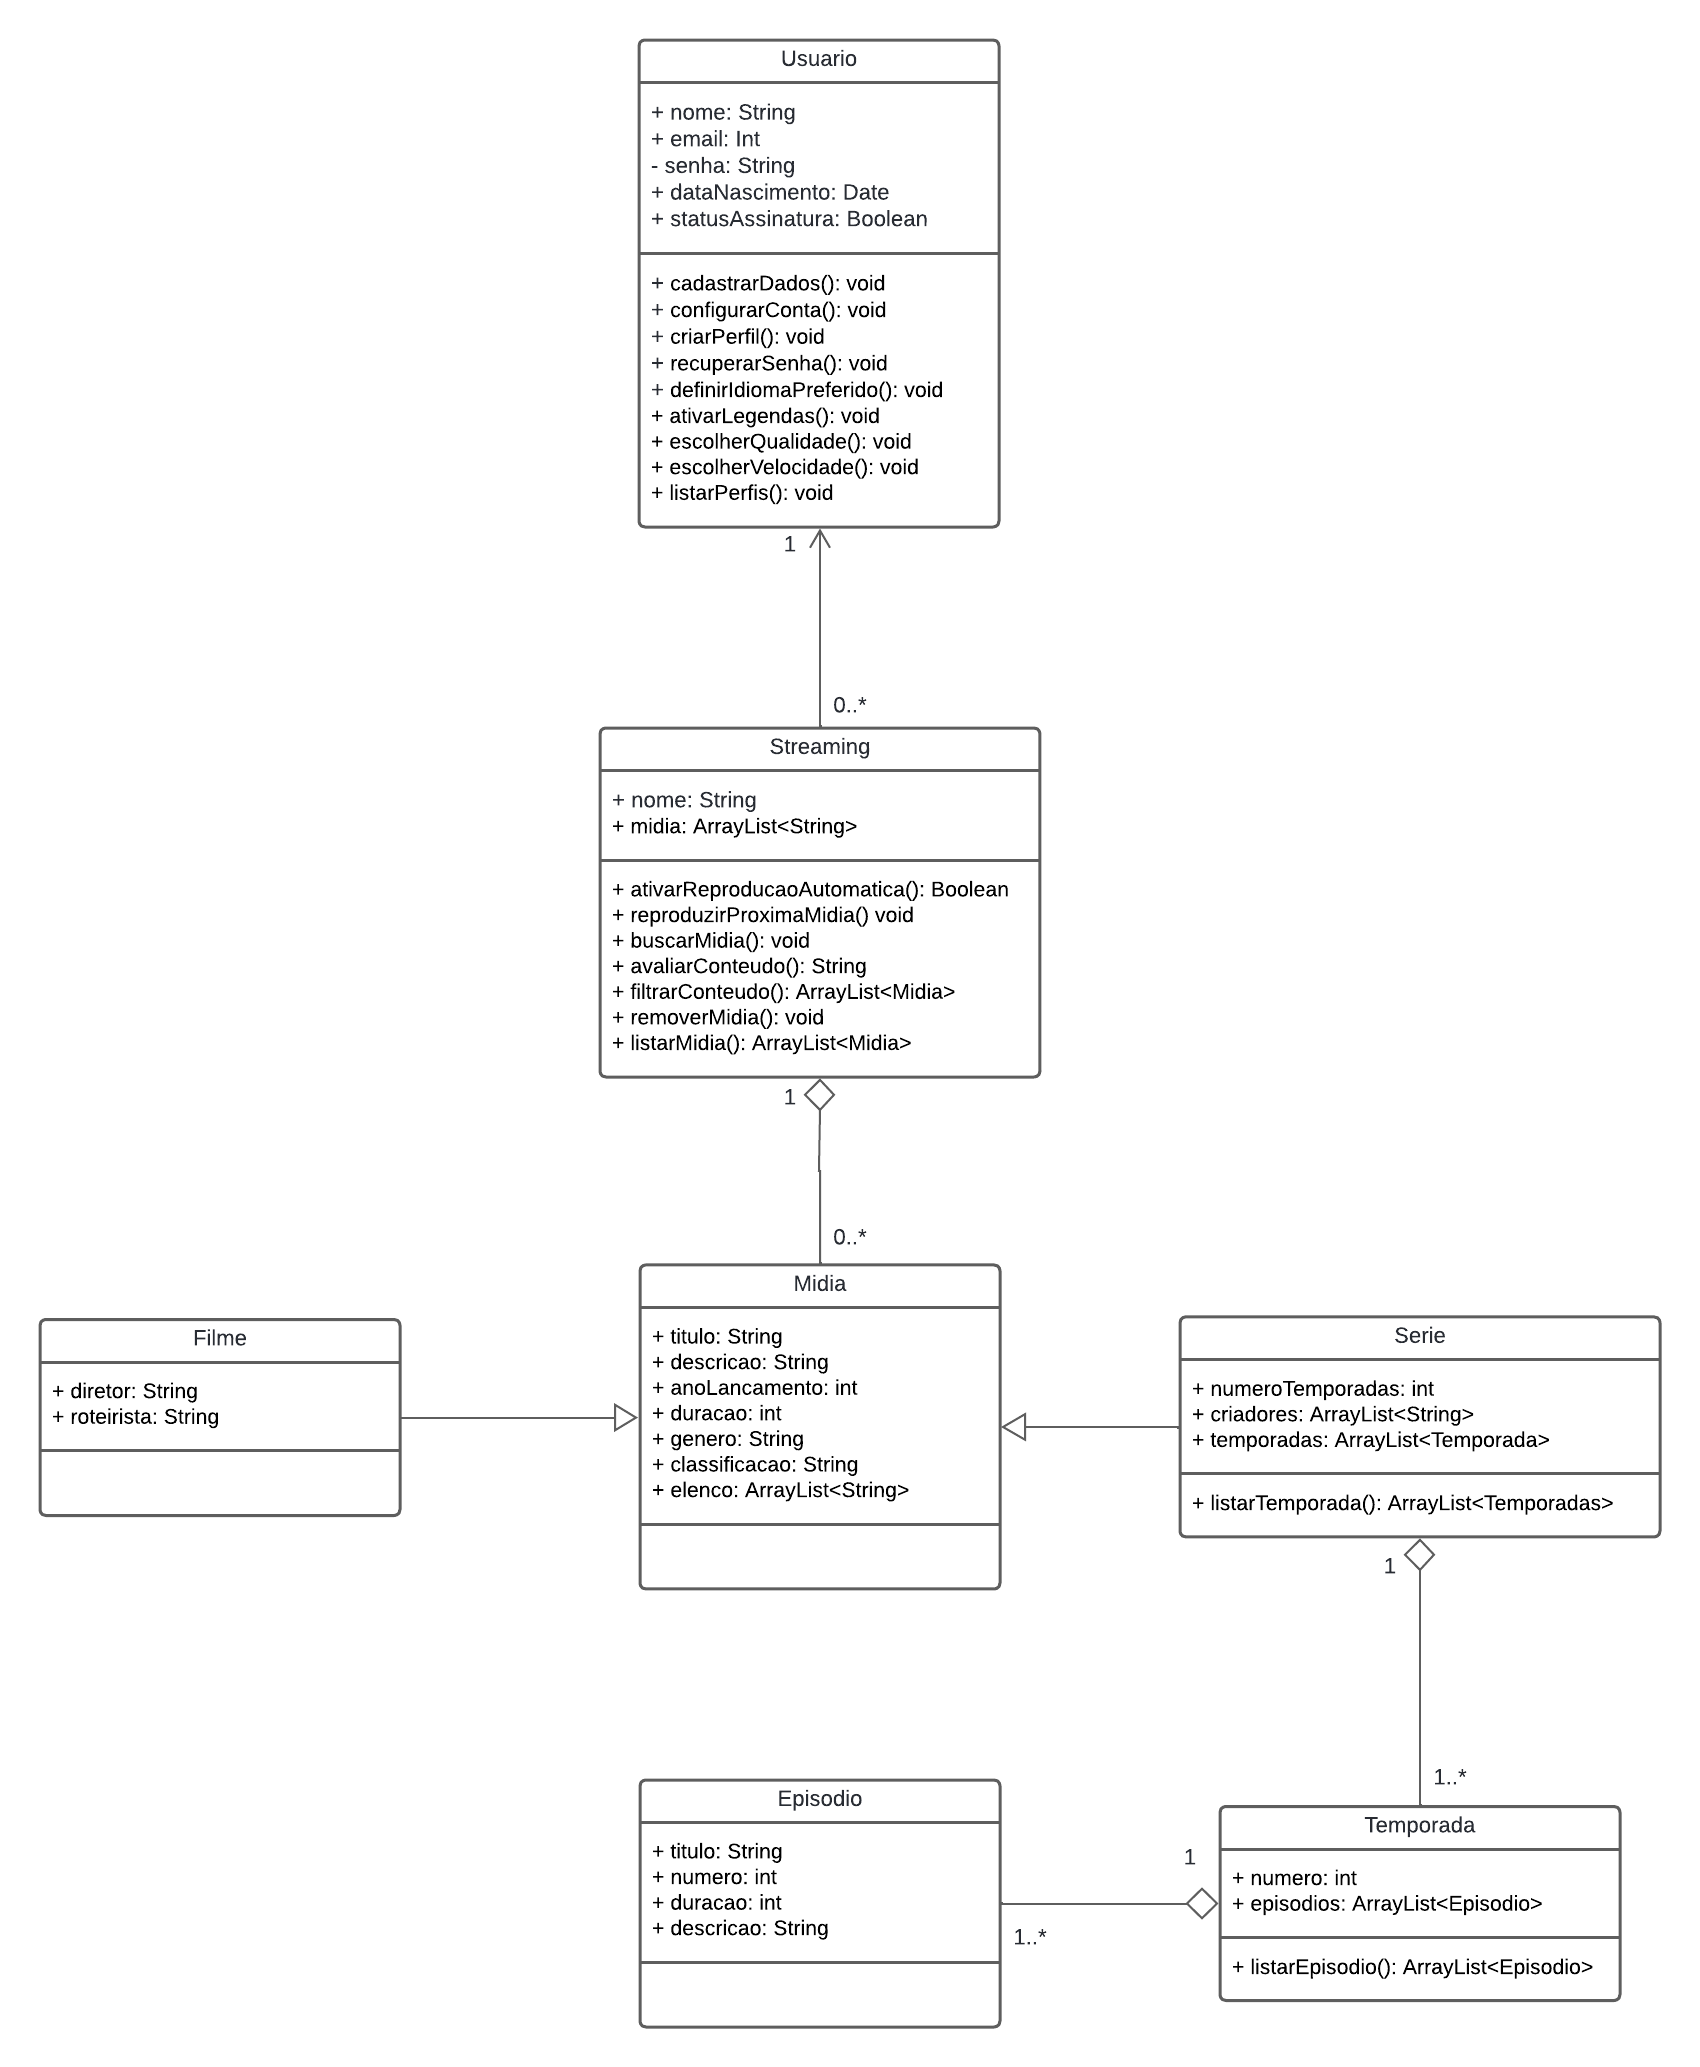 Usuario
+ nome: String
+ email: Int
- senha: String
+ dataNascimento: Date
+ statusAssinatura: Boolean
+ cadastrarDados(): void
+ configurarConta(): void
+ criarPerfil(): void
+ recuperarSenha(): void
+ definirIdiomaPreferido(): void
+ ativarLegendas(): void
+ escolherQualidade(): void
+ escolherVelocidade(): void
+ listarPerfis(): void
1
0..*
Streaming
+ nome: String
+ midia: ArrayList<String>
+ ativarReproducaoAutomatica(): Boolean
+ reproduzirProximaMidia() void
+ buscarMidia(): void
+ avaliarConteudo(): String
+ filtrarConteudo(): ArrayList<Midia>
+ removerMidia(): void
+ listarMidia(): ArrayList<Midia>
1
0..*
Filme
+ diretor: String
+ roteirista: String
Midia
+ titulo: String
+ descricao: String
+ anoLancamento: int
+ duracao: int
+ genero: String
+ classificacao: String
+ elenco: ArrayList<String>
Serie
+ numeroTemporadas: int
+ criadores: ArrayList<String>
+ temporadas: ArrayList<Temporada>
+ listarTemporada(): ArrayList<Temporadas>
1
1..*
Episodio
+ titulo: String
+ numero: int
+ duracao: int
+ descricao: String
1..*
1
Temporada
+ numero: int
+ episodios: ArrayList<Episodio>
+ listarEpisodio(): ArrayList<Episodio>